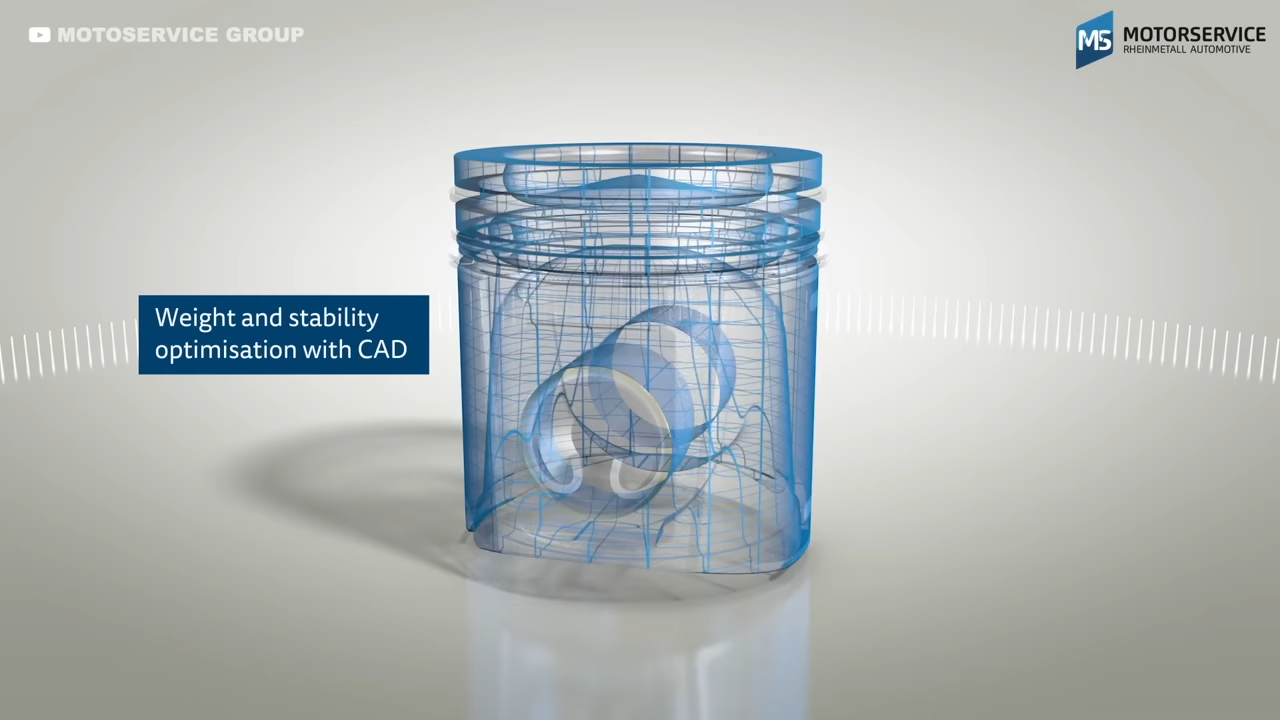 MOTOSERVICE GROUP
MS MOTORSERVICE
RHEINMETALL AUTOMOTIVE
Weight and stability
optimisation with CAD